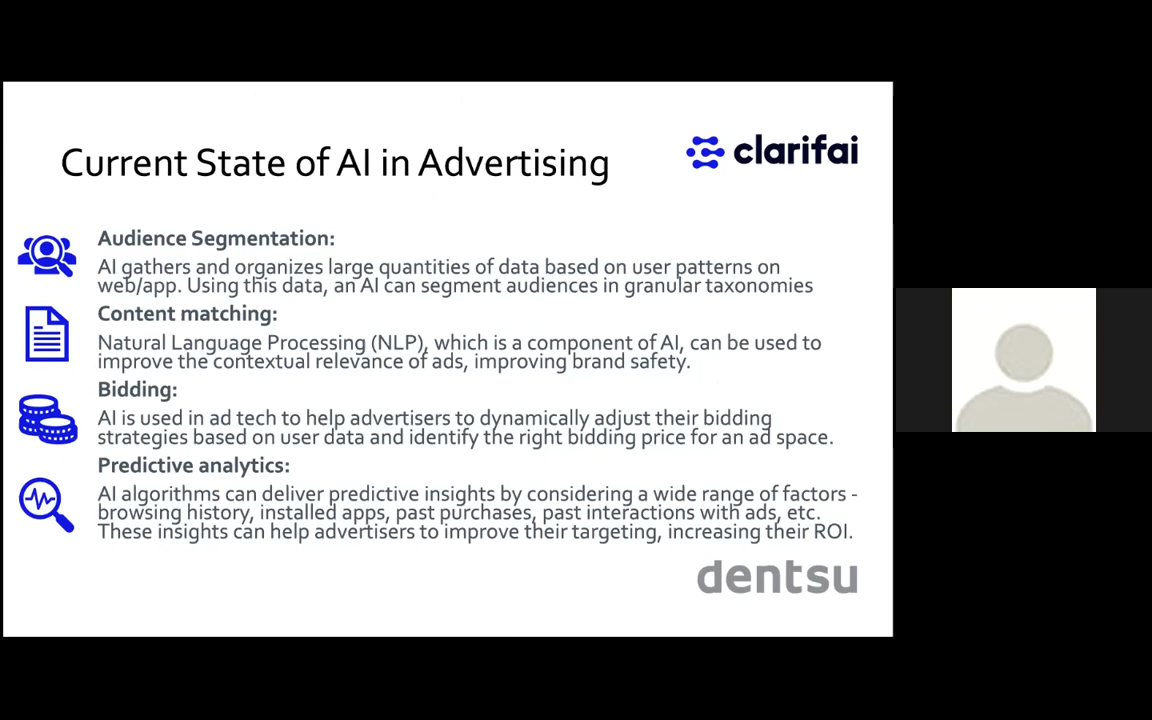 Current State of AI in Advertising
clarifai
Audience Segmentation:
AI gathers and organizes large quantities of data based on user patterns on
web/app. Using this data, an AI can segment audiences in granular taxonomies
Content matching:
Natural Language Processing (NLP), which is a component of AI, can be used to
improve the contextual relevance of ads, improving brand safety.
Bidding:
AI is used in ad tech to help advertisers to dynamically adjust their bidding
strategies based on user data and identify the right bidding price for an ad space.
Predictive analytics:
AI algorithms can deliver predictive insights by considering a wide range of factors -
browsing history, installed apps, past purchases, past interactions with ads, etc.
These insights can help advertisers to improve their targeting, increasing their ROI.
dentsu